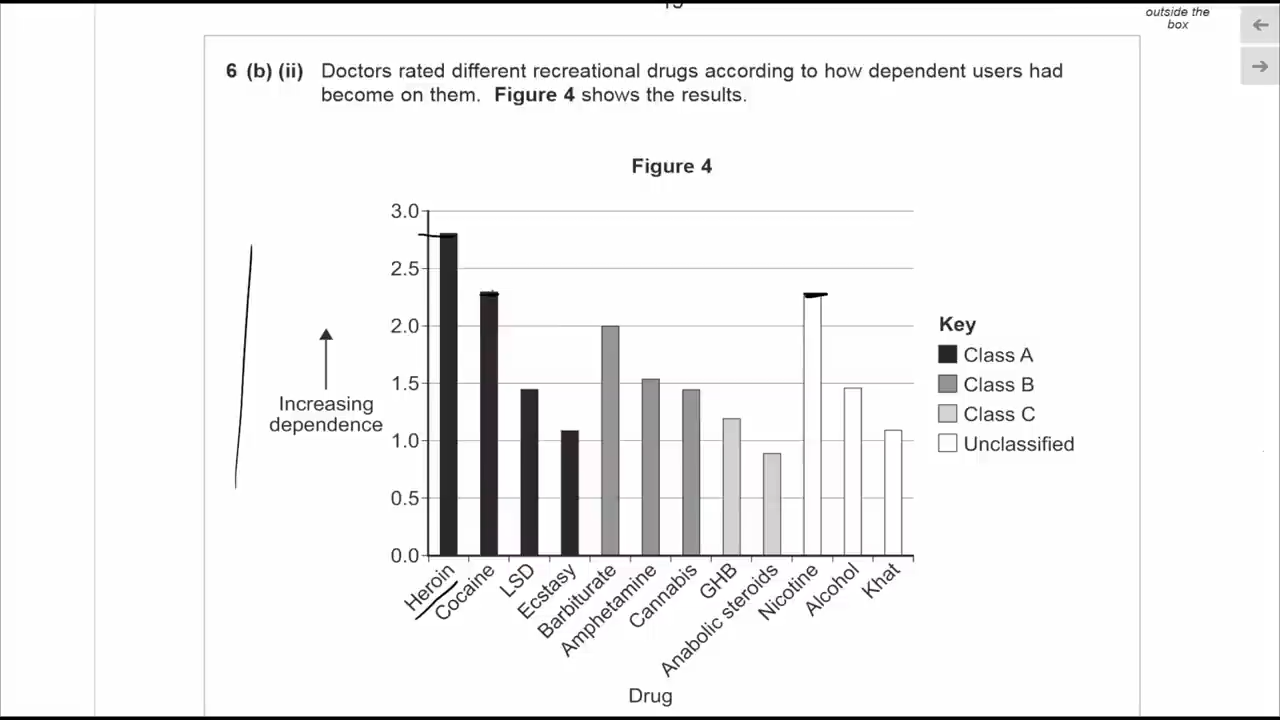 outside the
box
6 (b) (ii) Doctors rated different recreational drugs according to how dependent users had
become on them. Figure 4 shows the results.
Figure 4
3.0
2.5
2.0
1.5
1.0
0.5
0.0
Increasing
dependence
Key
Class A
Class B
Class C
Unclassified
Heroin
Cocaine
LSD
Ecstasy
Barbiturate
Amphetamine
Cannabis
GHB
Anabolic steroids
Nicotine
Alcohol
Khat
Drug